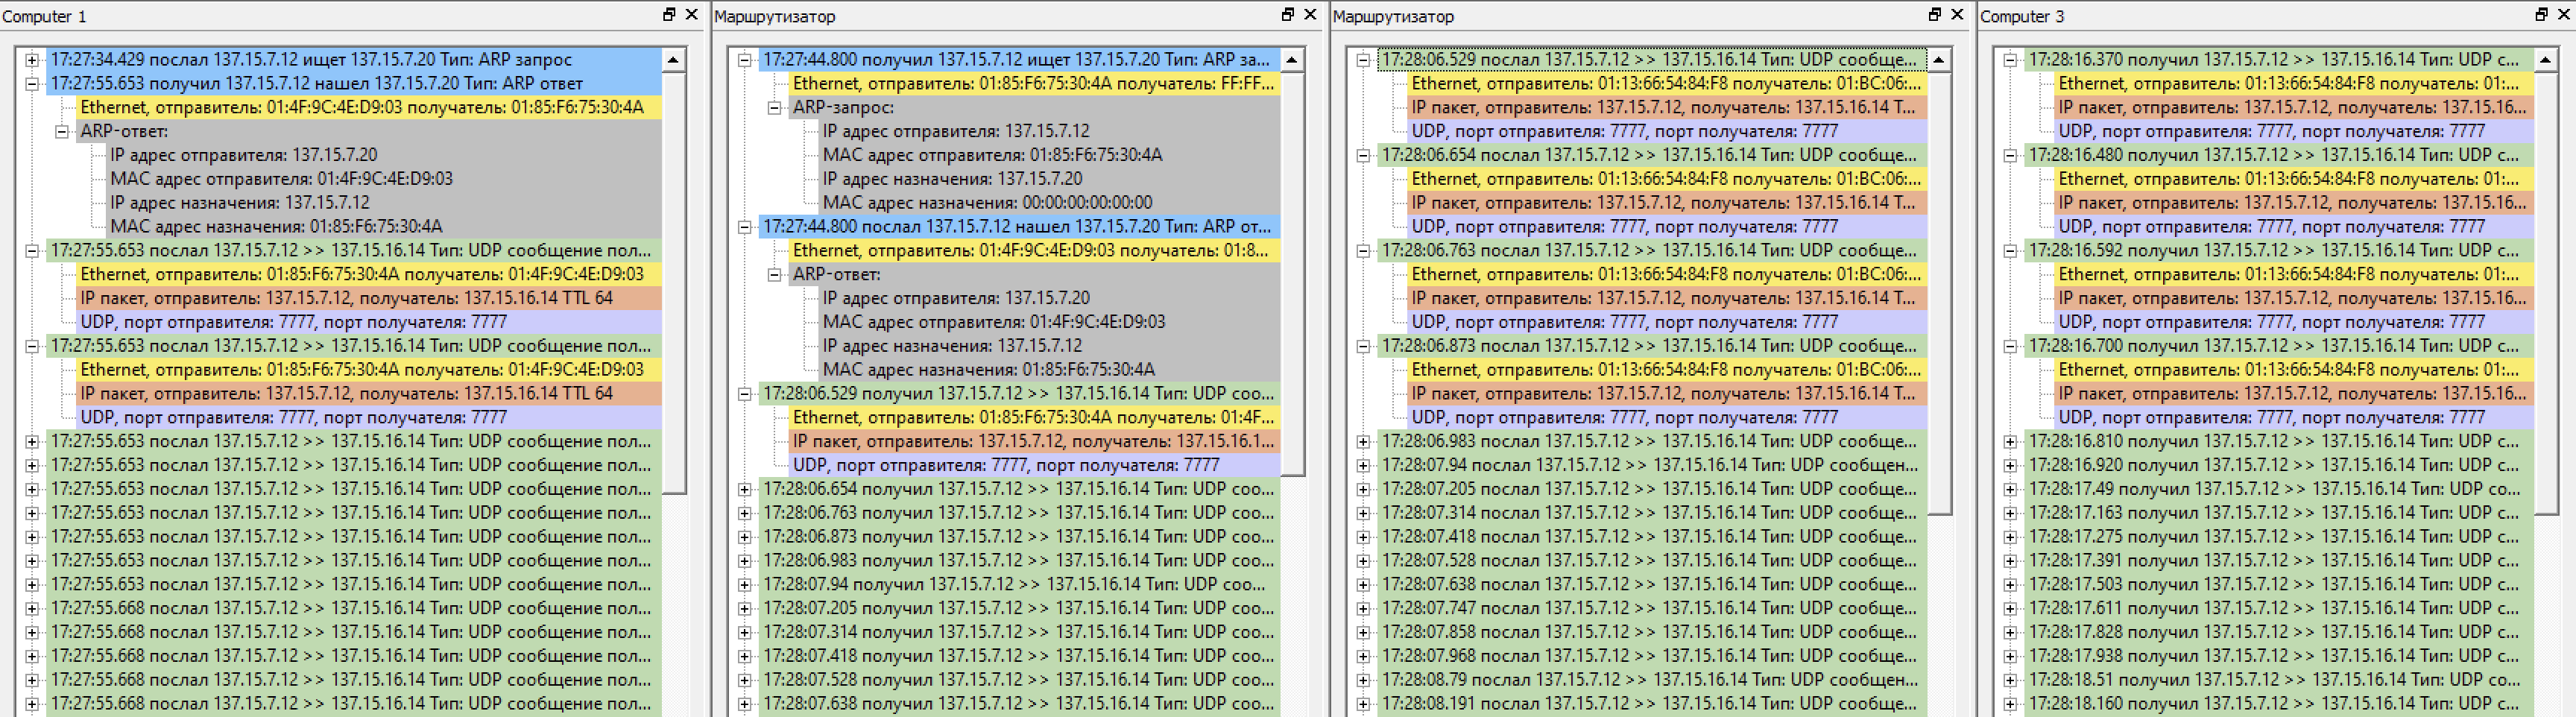 Computer 1
17:27:34.429 послал 137.15.7.12 ищет 137.15.7.20 Тип: ARP запрос
17:27:55.653 получил 137.15.7.12 нашел 137.15.7.20 Тип: ARP ответ
Ethernet, отправитель: 01:4F:9C:4E:D9:03 получатель: 01:85:F6:75:30:4A
ARP-ответ:
IP адрес отправителя: 137.15.7.20
MAC адрес отправителя: 01:4F:9C:4E:D9:03
IP адрес назначения: 137.15.7.12
MAC адрес назначения: 01:85:F6:75:30:4A
17:27:55.653 послал 137.15.7.12 >> 137.15.16.14 Тип: UDP сообщение пол...
Ethernet, отправитель: 01:85:F6:75:30:4A получатель: 01:4F:9C:4E:D9:03
IP пакет, отправитель: 137.15.7.12, получатель: 137.15.16.14 TTL 64
UDP, порт отправителя: 7777, порт получателя: 7777
17:27:55.653 послал 137.15.7.12 >> 137.15.16.14 Тип: UDP сообщение пол...
Ethernet, отправитель: 01:85:F6:75:30:4A получатель: 01:4F:9C:4E:D9:03
IP пакет, отправитель: 137.15.7.12, получатель: 137.15.16.14 TTL 64
UDP, порт отправителя: 7777, порт получателя: 7777
17:27:55.653 послал 137.15.7.12 >> 137.15.16.14 Тип: UDP сообщение пол...
17:27:55.653 послал 137.15.7.12 >> 137.15.16.14 Тип: UDP сообщение пол...
17:27:55.653 послал 137.15.7.12 >> 137.15.16.14 Тип: UDP сообщение пол...
17:27:55.653 послал 137.15.7.12 >> 137.15.16.14 Тип: UDP сообщение пол...
17:27:55.653 послал 137.15.7.12 >> 137.15.16.14 Тип: UDP сообщение пол...
17:27:55.653 послал 137.15.7.12 >> 137.15.16.14 Тип: UDP сообщение пол...
17:27:55.653 послал 137.15.7.12 >> 137.15.16.14 Тип: UDP сообщение пол...
17:27:55.668 послал 137.15.7.12 >> 137.15.16.14 Тип: UDP сообщение пол...
17:27:55.668 послал 137.15.7.12 >> 137.15.16.14 Тип: UDP сообщение пол...
17:27:55.668 послал 137.15.7.12 >> 137.15.16.14 Тип: UDP сообщение пол...
17:27:55.668 послал 137.15.7.12 >> 137.15.16.14 Тип: UDP сообщение пол...
17:27:55.668 послал 137.15.7.12 >> 137.15.16.14 Тип: UDP сообщение пол...
Маршрутизатор
17:27:44.800 получил 137.15.7.12 ищет 137.15.7.20 Тип: ARP за...
Ethernet, отправитель: 01:85:F6:75:30:4A получатель: FF:FF...
ARP-запрос:
IP адрес отправителя: 137.15.7.12
MAC адрес отправителя: 01:85:F6:75:30:4A
IP адрес назначения: 137.15.7.20
MAC адрес назначения: 00:00:00:00:00:00
17:27:44.800 послал 137.15.7.12 нашел 137.15.7.20 Тип: ARP от...
Ethernet, отправитель: 01:4F:9C:4E:D9:03 получатель: 01:8...
ARP-ответ:
IP адрес отправителя: 137.15.7.20
MAC адрес отправителя: 01:4F:9C:4E:D9:03
IP адрес назначения: 137.15.7.12
MAC адрес назначения: 01:85:F6:75:30:4A
17:28:06.529 получил 137.15.7.12 >> 137.15.16.14 Тип: UDP соо...
Ethernet, отправитель: 01:85:F6:75:30:4A получатель: 01:4F...
IP пакет, отправитель: 137.15.7.12, получатель: 137.15.16.1...
UDP, порт отправителя: 7777, порт получателя: 7777
17:28:06.654 получил 137.15.7.12 >> 137.15.16.14 Тип: UDP соо...
17:28:06.763 получил 137.15.7.12 >> 137.15.16.14 Тип: UDP соо...
17:28:06.873 получил 137.15.7.12 >> 137.15.16.14 Тип: UDP соо...
17:28:06.983 получил 137.15.7.12 >> 137.15.16.14 Тип: UDP соо...
17:28:07.94 получил 137.15.7.12 >> 137.15.16.14 Тип: UDP соо...
17:28:07.205 получил 137.15.7.12 >> 137.15.16.14 Тип: UDP соо...
17:28:07.314 получил 137.15.7.12 >> 137.15.16.14 Тип: UDP соо...
17:28:07.418 получил 137.15.7.12 >> 137.15.16.14 Тип: UDP соо...
17:28:07.528 получил 137.15.7.12 >> 137.15.16.14 Тип: UDP соо...
17:28:07.638 получил 137.15.7.12 >> 137.15.16.14 Тип: UDP соо...
Маршрутизатор
17:28:06.529 послал 137.15.7.12 >> 137.15.16.14 Тип: UDP сообще...
Ethernet, отправитель: 01:13:66:54:84:F8 получатель: 01:BC:06:...
IP пакет, отправитель: 137.15.7.12, получатель: 137.15.16.14 T...
UDP, порт отправителя: 7777, порт получателя: 7777
17:28:06.654 послал 137.15.7.12 >> 137.15.16.14 Тип: UDP сообще...
Ethernet, отправитель: 01:13:66:54:84:F8 получатель: 01:BC:06:...
IP пакет, отправитель: 137.15.7.12, получатель: 137.15.16.14 T...
UDP, порт отправителя: 7777, порт получателя: 7777
17:28:06.763 послал 137.15.7.12 >> 137.15.16.14 Тип: UDP сообще...
Ethernet, отправитель: 01:13:66:54:84:F8 получатель: 01:BC:06:...
IP пакет, отправитель: 137.15.7.12, получатель: 137.15.16.14 T...
UDP, порт отправителя: 7777, порт получателя: 7777
17:28:06.873 послал 137.15.7.12 >> 137.15.16.14 Тип: UDP сообще...
Ethernet, отправитель: 01:13:66:54:84:F8 получатель: 01:BC:06:...
IP пакет, отправитель: 137.15.7.12, получатель: 137.15.16.14 T...
UDP, порт отправителя: 7777, порт получателя: 7777
17:28:06.983 послал 137.15.7.12 >> 137.15.16.14 Тип: UDP сообще...
17:28:07.94 послал 137.15.7.12 >> 137.15.16.14 Тип: UDP сообщен...
17:28:07.205 послал 137.15.7.12 >> 137.15.16.14 Тип: UDP сообще...
17:28:07.314 послал 137.15.7.12 >> 137.15.16.14 Тип: UDP сообще...
17:28:07.418 послал 137.15.7.12 >> 137.15.16.14 Тип: UDP сообще...
17:28:07.528 послал 137.15.7.12 >> 137.15.16.14 Тип: UDP сообще...
17:28:07.638 послал 137.15.7.12 >> 137.15.16.14 Тип: UDP сообще...
17:28:07.747 послал 137.15.7.12 >> 137.15.16.14 Тип: UDP сообще...
17:28:07.858 послал 137.15.7.12 >> 137.15.16.14 Тип: UDP сообще...
17:28:07.968 послал 137.15.7.12 >> 137.15.16.14 Тип: UDP сообще...
17:28:08.79 послал 137.15.7.12 >> 137.15.16.14 Тип: UDP сообщен...
17:28:08.191 послал 137.15.7.12 >> 137.15.16.14 Тип: UDP сообще...
Computer 3
17:28:16.370 получил 137.15.7.12 >> 137.15.16.14 Тип: UDP с...
Ethernet, отправитель: 01:13:66:54:84:F8 получатель: 01:...
IP пакет, отправитель: 137.15.7.12, получатель: 137.15.16...
UDP, порт отправителя: 7777, порт получателя: 7777
17:28:16.480 получил 137.15.7.12 >> 137.15.16.14 Тип: UDP с...
Ethernet, отправитель: 01:13:66:54:84:F8 получатель: 01:...
IP пакет, отправитель: 137.15.7.12, получатель: 137.15.16...
UDP, порт отправителя: 7777, порт получателя: 7777
17:28:16.592 получил 137.15.7.12 >> 137.15.16.14 Тип: UDP с...
Ethernet, отправитель: 01:13:66:54:84:F8 получатель: 01:...
IP пакет, отправитель: 137.15.7.12, получатель: 137.15.16...
UDP, порт отправителя: 7777, порт получателя: 7777
17:28:16.700 получил 137.15.7.12 >> 137.15.16.14 Тип: UDP с...
Ethernet, отправитель: 01:13:66:54:84:F8 получатель: 01:...
IP пакет, отправитель: 137.15.7.12, получатель: 137.15.16...
UDP, порт отправителя: 7777, порт получателя: 7777
17:28:16.810 получил 137.15.7.12 >> 137.15.16.14 Тип: UDP с...
17:28:16.920 получил 137.15.7.12 >> 137.15.16.14 Тип: UDP с...
17:28:17.49 получил 137.15.7.12 >> 137.15.16.14 Тип: UDP со...
17:28:17.163 получил 137.15.7.12 >> 137.15.16.14 Тип: UDP с...
17:28:17.275 получил 137.15.7.12 >> 137.15.16.14 Тип: UDP с...
17:28:17.391 получил 137.15.7.12 >> 137.15.16.14 Тип: UDP с...
17:28:17.503 получил 137.15.7.12 >> 137.15.16.14 Тип: UDP с...
17:28:17.611 получил 137.15.7.12 >> 137.15.16.14 Тип: UDP с...
17:28:17.828 получил 137.15.7.12 >> 137.15.16.14 Тип: UDP с...
17:28:17.938 получил 137.15.7.12 >> 137.15.16.14 Тип: UDP с...
17:28:18.51 получил 137.15.7.12 >> 137.15.16.14 Тип: UDP со...
17:28:18.160 получил 137.15.7.12 >> 137.15.16.14 Тип: UDP с...